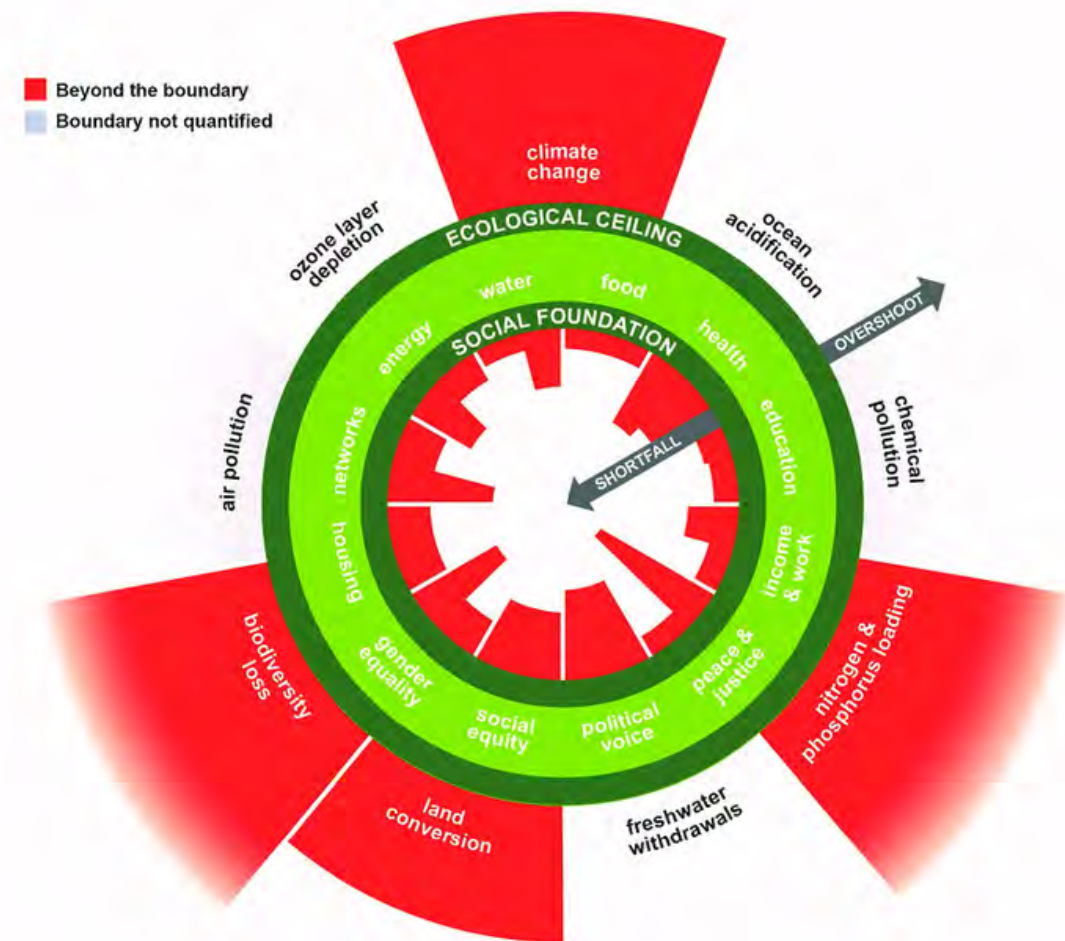 Beyond the boundary
Boundary not quantified
climate
change
ozone layer
depletion
ocean
acidification
ECOLOGICAL CEILING
OVERSHOOT
water
food
energy
health
SOCIAL FOUNDATION
networks
education
SHORTFALL
air pollution
chemical
pollution
housing
income
& work
gender
equality
peace &
justice
social
equity
political
voice
biodiversity
loss
nitrogen &
phosphorus loading
land
conversion
freshwater
withdrawals